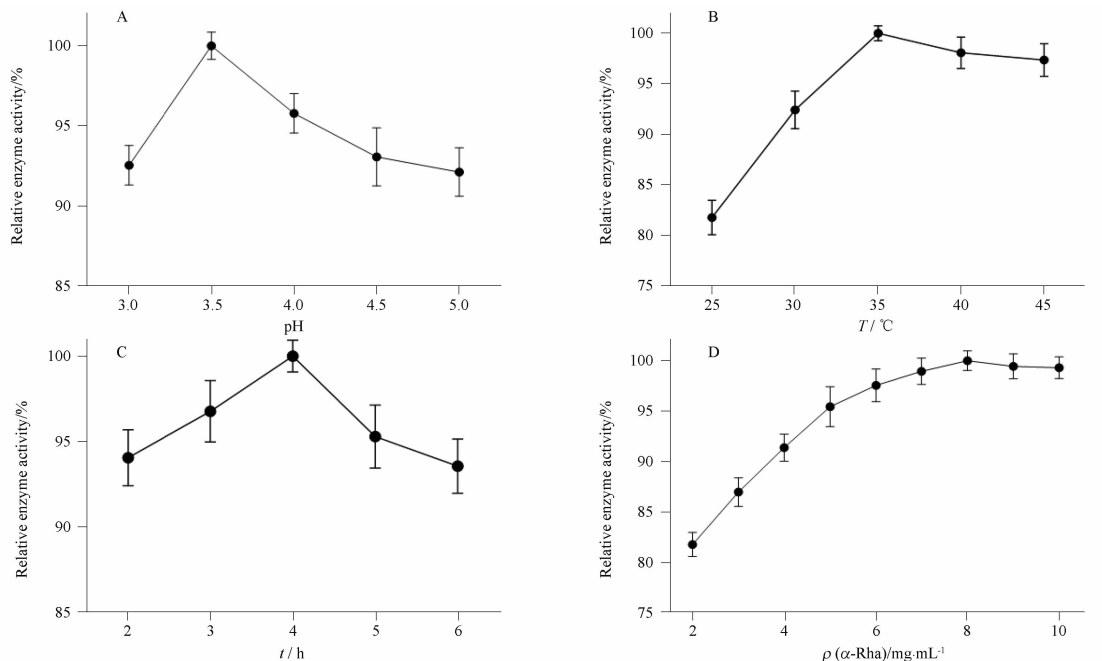 A
Relative enzyme activity/%
100
95
90
85
3.0 3.5 4.0 4.5 5.0
pH
B
Relative enzyme activity/%
100
95
90
85
80
75
25 30 35 40 45
T / ℃
C
Relative enzyme activity/%
100
95
90
85
2 3 4 5 6
t / h
D
Relative enzyme activity/%
100
95
90
85
80
75
2 4 6 8 10
ρ (α-Rha)/mg·mL⁻¹